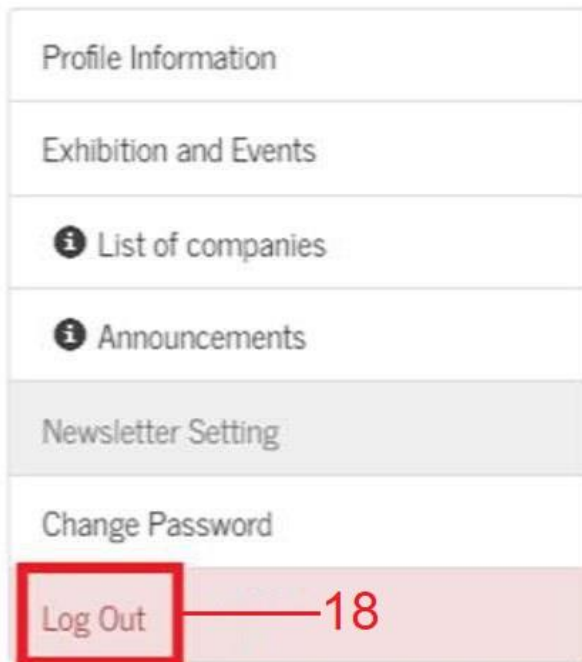 Profile Information
Exhibition and Events
List of companies
Announcements
Newsletter Setting
Change Password
Log Out 18